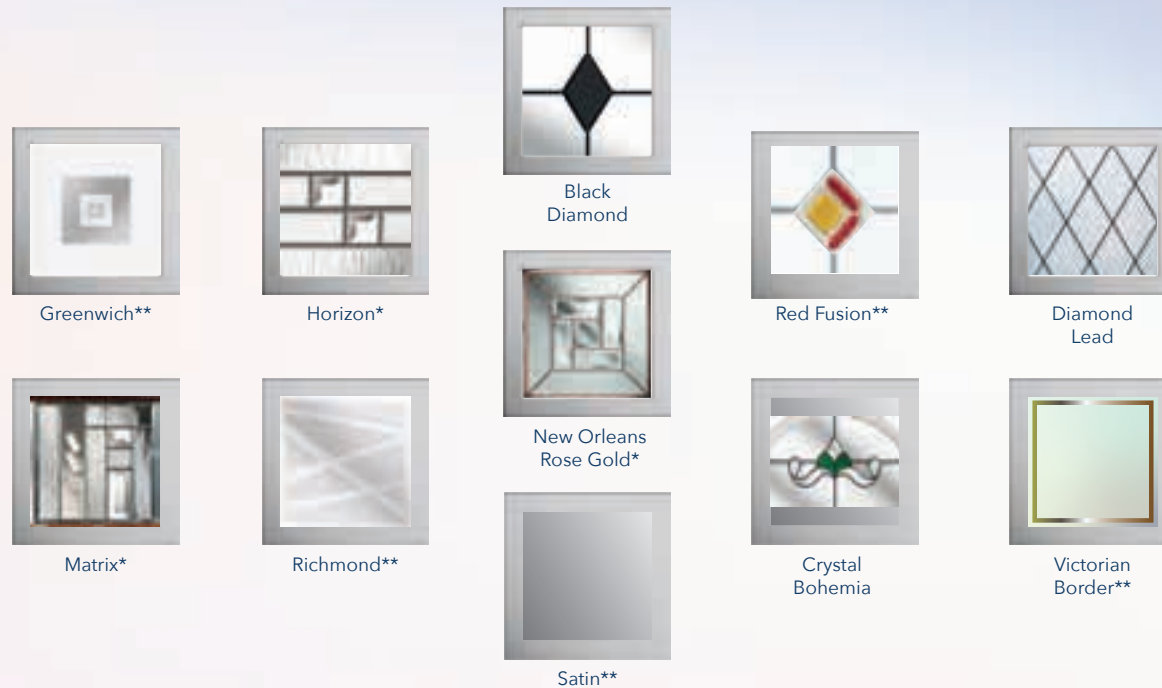 Black
Diamond
Greenwich**
Horizon*
Red Fusion**
Diamond
Lead
New Orleans
Rose Gold*
Matrix*
Richmond**
Crystal
Bohemia
Victorian
Border**
Satin**